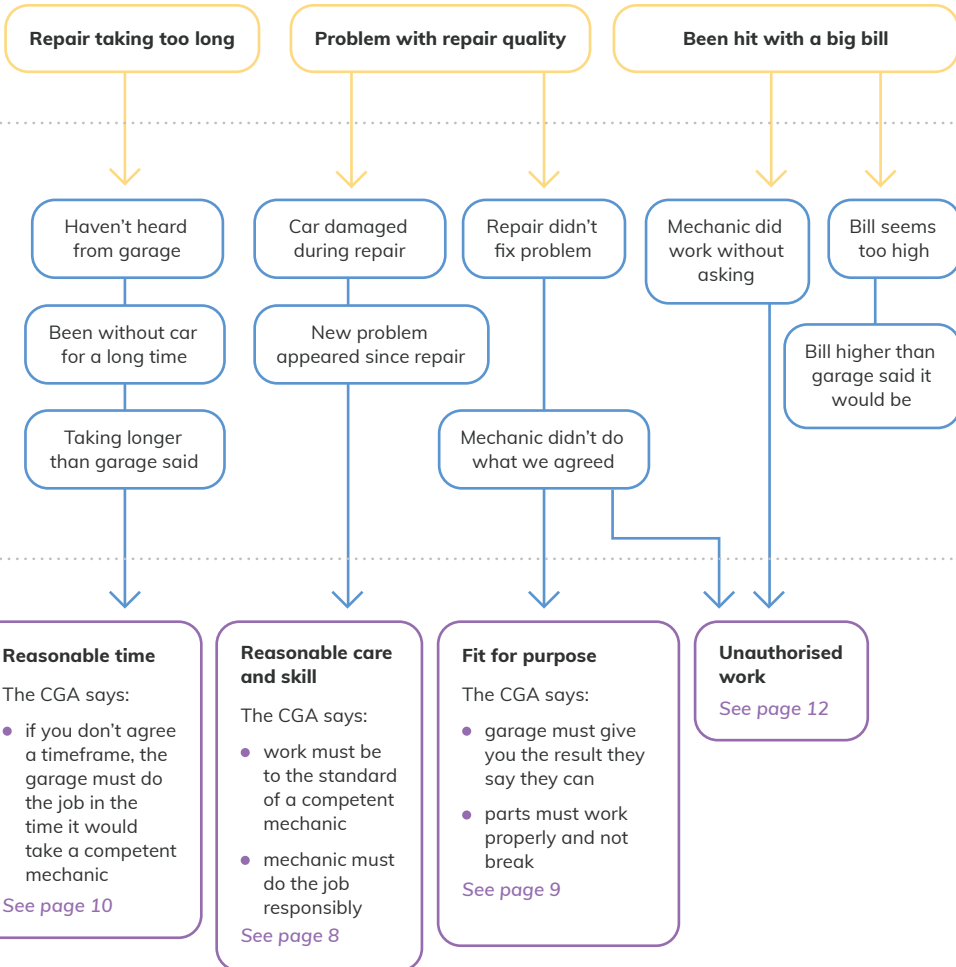 Repair taking too long
Problem with repair quality
Been hit with a big bill
Haven't heard
from garage
Been without car
for a long time
Taking longer
than garage said
Car damaged
during repair
New problem
appeared since repair
Repair didn't
fix problem
Mechanic didn't do
what we agreed
Mechanic did
work without
asking
Bill seems
too high
Bill higher than
garage said it
would be
Reasonable time
The CGA says:
• if you don't agree
a timeframe, the
garage must do
the job in the
time it would
take a competent
mechanic
See page 10
Reasonable care
and skill
The CGA says:
• work must be
to the standard
of a competent
mechanic
• mechanic must
do the job
responsibly
See page 8
Fit for purpose
The CGA says:
• garage must give
you the result they
say they can
• parts must work
properly and not
break
See page 9
Unauthorised
work
See page 12